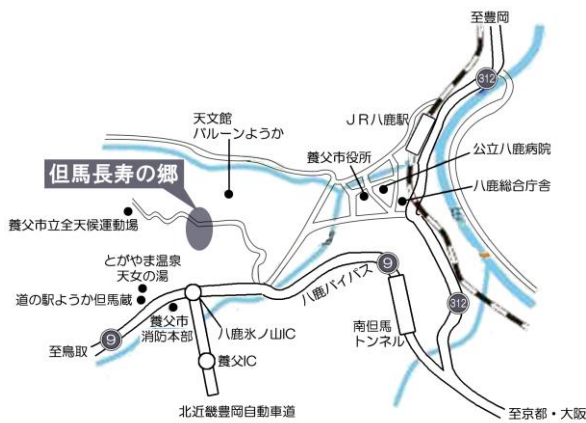 至豊岡
312
天文館
バルーンようか
JR八鹿駅
養父市役所
公立八鹿病院
但馬長寿の郷
八鹿総合庁舎
養父市立全天候運動場
とがやま温泉
天女の湯
9
道の駅ようか但馬蔵
八鹿バイパス
312
養父市
消防本部
八鹿氷ノ山IC
南但馬
トンネル
9
至鳥取
養父IC
北近畿豊岡自動車道
至京都・大阪